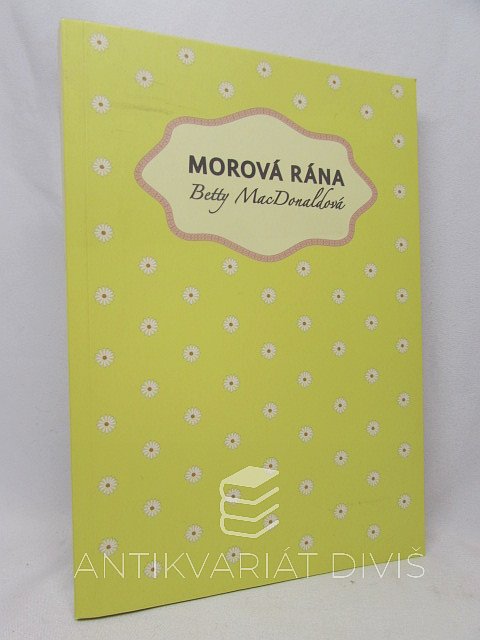 MOROVÁ RÁNA
Betty MacDonaldová
ANTIKVARIÁT DIVIŠ